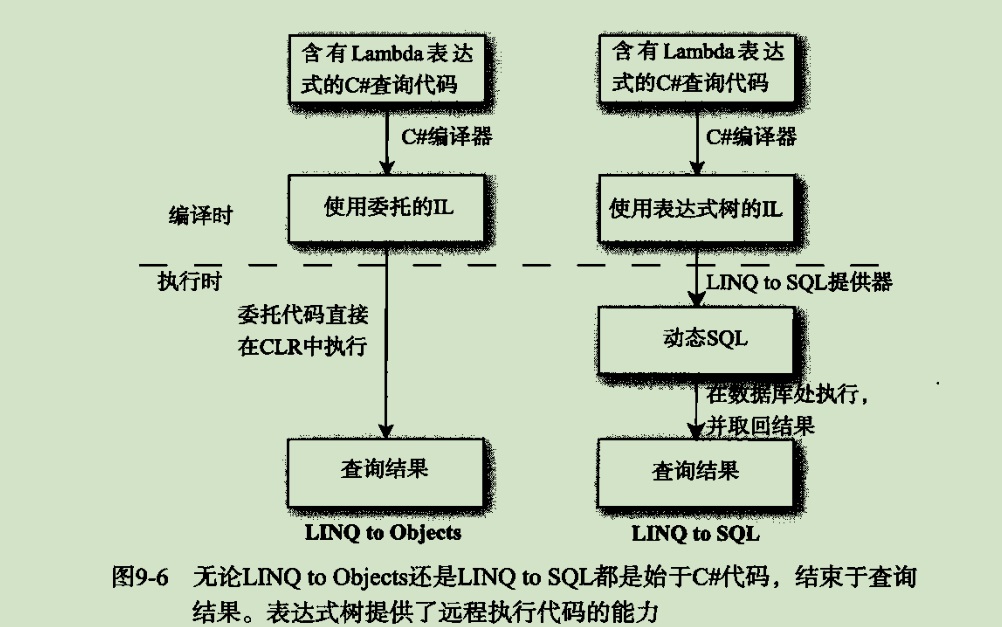 含有Lambda表达
式的C#查询代码
含有Lambda表达
式的C#查询代码
C#编译器
C#编译器
编译时
使用委托的IL
使用表达式树的IL
执行时
LINQ to SQL提供器
委托代码直接
在CLR中执行
动态SQL
在数据库处执行，
并取回结果
查询结果
查询结果
LINQ to Objects
LINQ to SQL
图9-6 无论LINQ to Objects还是LINQ to SQL都是始于C#代码，结束于查询
结果。表达式树提供了远程执行代码的能力